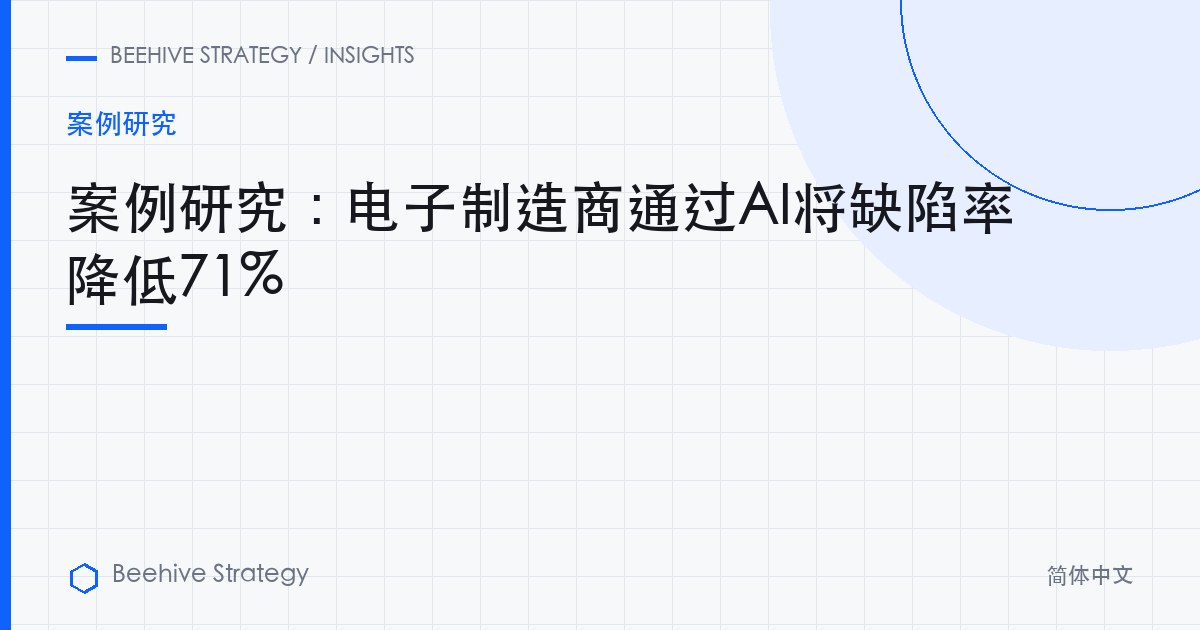 BEEHIVE STRATEGY / INSIGHTS
案例研究
案例研究：电子制造商通过AI将缺陷率
降低71%
Beehive Strategy
简体中文